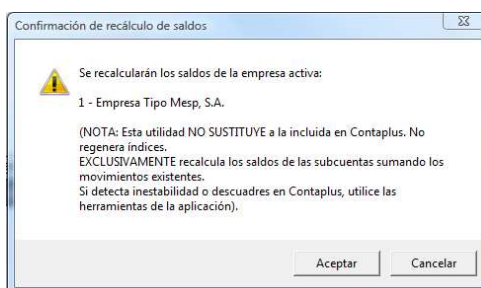 Confirmación de recálculo de saldos
Se recalcularán los saldos de la empresa activa:
1 - Empresa Tipo Mesp, S.A.
(NOTA: Esta utilidad NO SUSTITUYE a la incluida en Contaplus. No
regenera índices.
EXCLUSIVAMENTE recalcula los saldos de las subcuentas sumando los
movimientos existentes.
Si detecta inestabilidad o descuadres en Contaplus, utilice las
herramientas de la aplicación).
Aceptar
Cancelar